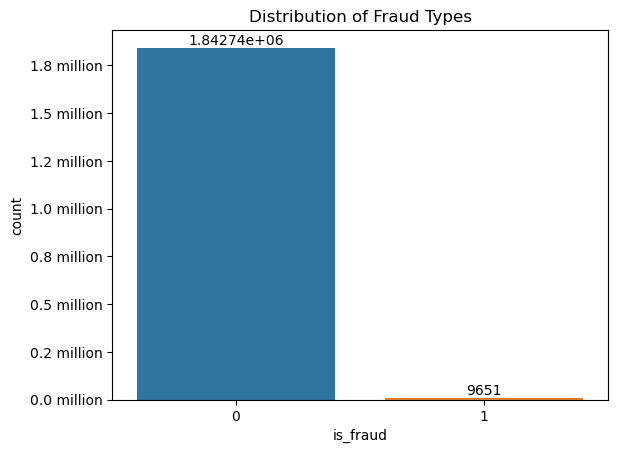 Distribution of Fraud Types
1.84274e+06
1.8 million
1.5 million
1.2 million
1.0 million
0.8 million
0.5 million
0.2 million
0.0 million
count
9651
0
1
is_fraud